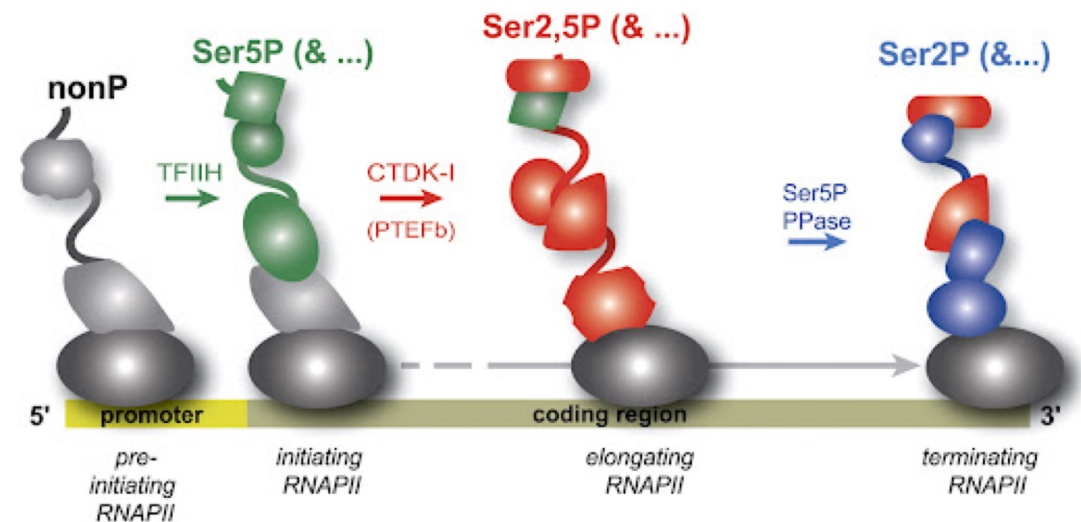 nonP
Ser5P (& ...)
Ser2,5P (& ...)
Ser2P (&...)
TFIIH
CTDK-I
(PTEFb)
Ser5P
PPase
5'
promoter
coding region
3'
pre-
initiating
RNAPII
initiating
RNAPII
elongating
RNAPII
terminating
RNAPII